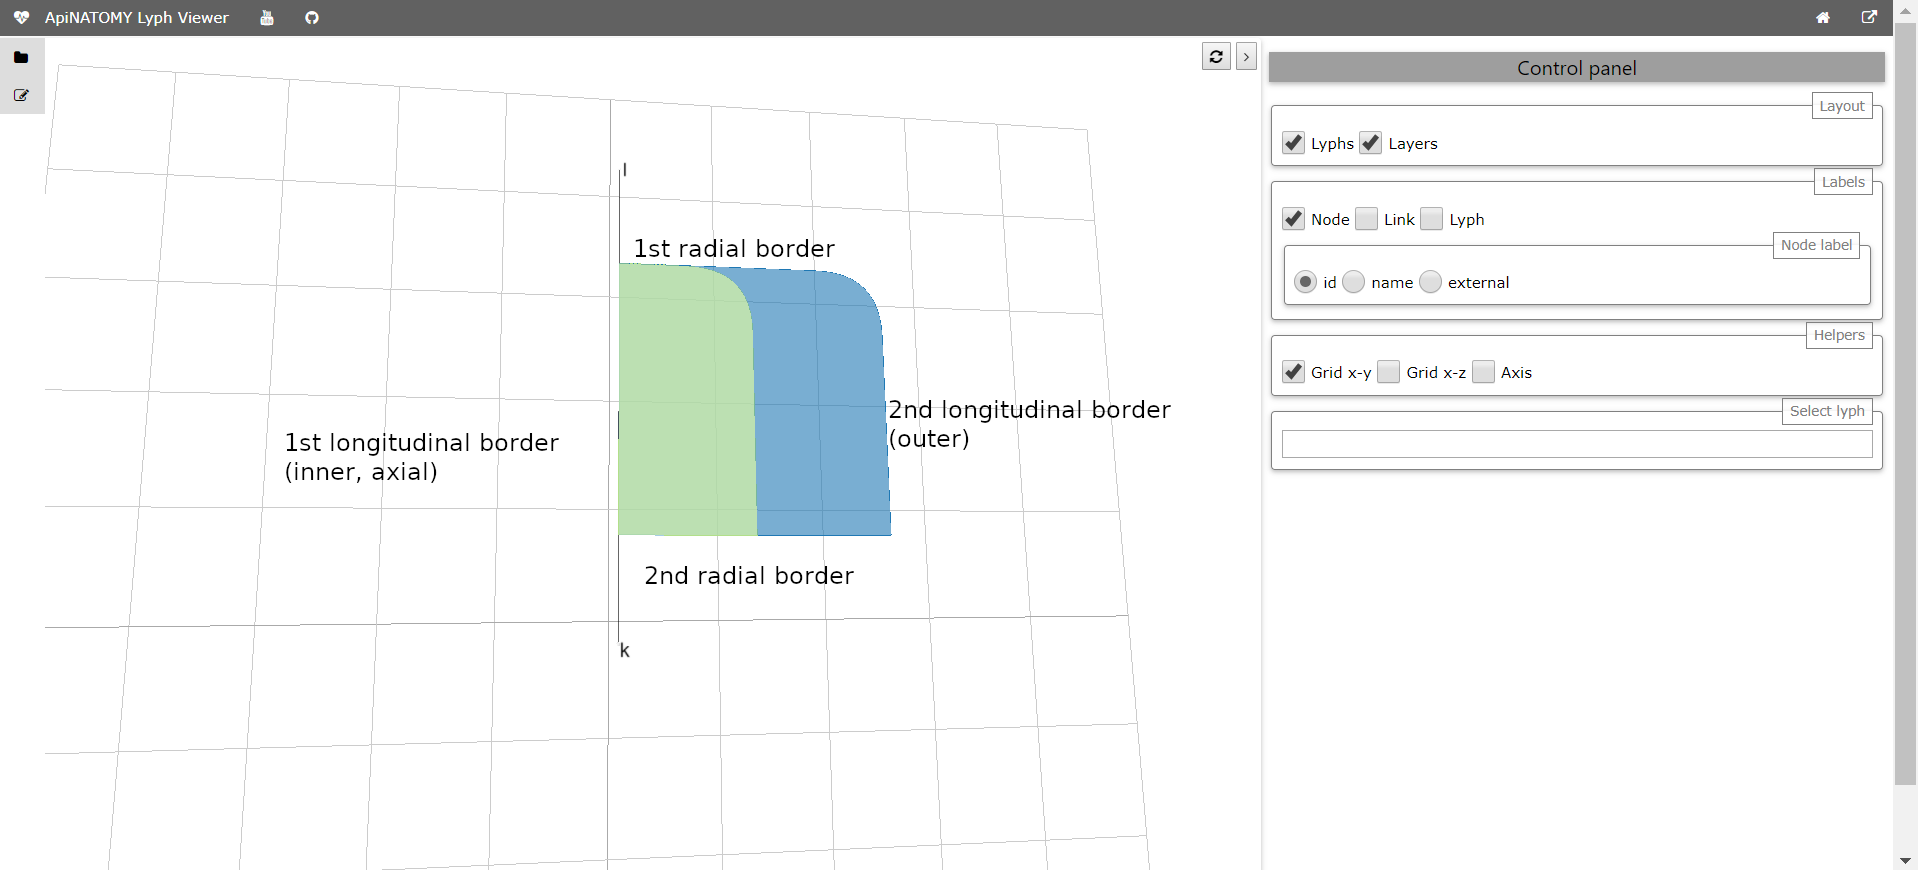 ApiNATOMY Lyph Viewer
l
1st radial border
1st longitudinal border
(inner, axial)
2nd longitudinal border
(outer)
2nd radial border
k
Control panel
Layout
Lyphs Layers
Labels
Node Link Lyph
Node label
id name external
Helpers
Grid x-y Grid x-z Axis
Select lyph